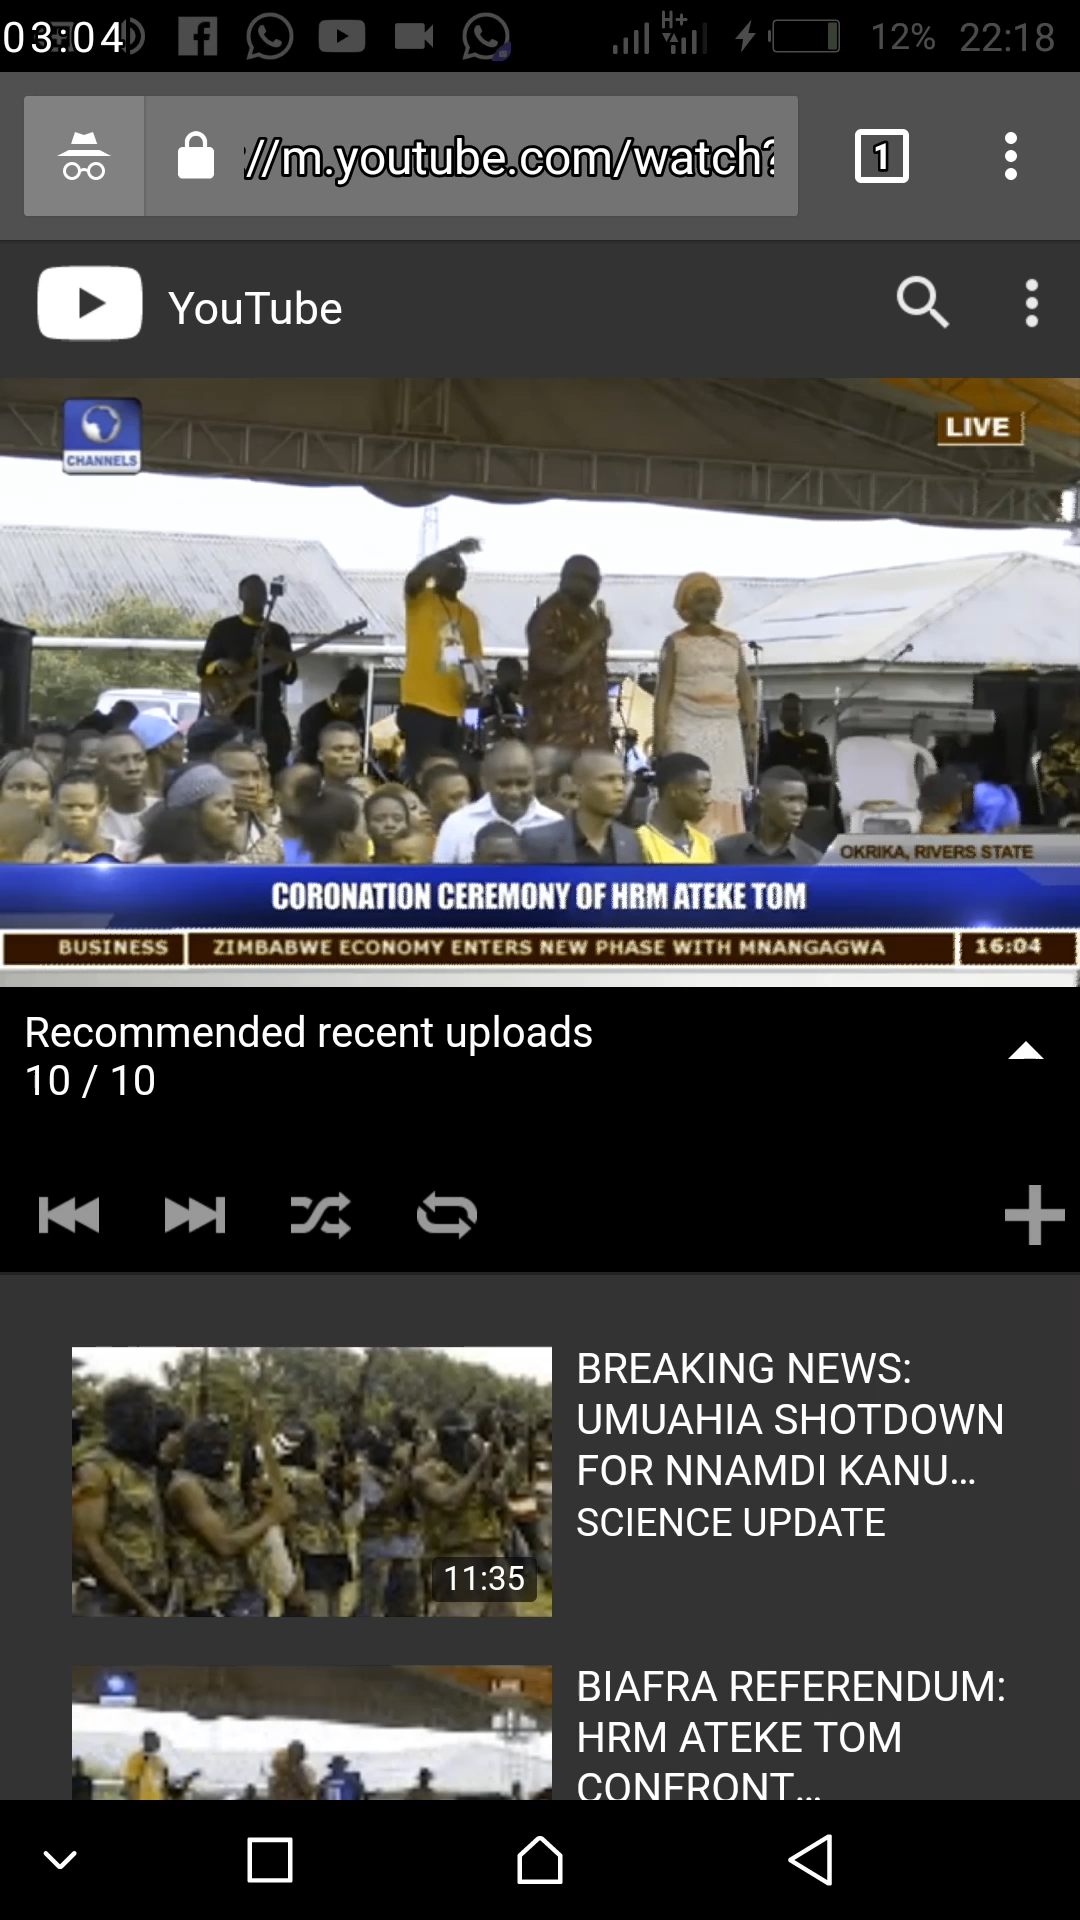 03:04
H+
12%
22:18
://m.youtube.com/watch?
1
YouTube
CHANNELS
LIVE
OKRIKA, RIVERS STATE
CORONATION CEREMONY OF HRM ATEKE TOM
BUSINESS
ZIMBABWE ECONOMY ENTERS NEW PHASE WITH MNANGAGWA
16:04
Recommended recent uploads
10 / 10
BREAKING NEWS:
UMUAHIA SHOTDOWN
FOR NNAMDI KANU...
SCIENCE UPDATE
11:35
LIVE
BIAFRA REFERENDUM:
HRM ATEKE TOM
CONFRONT...